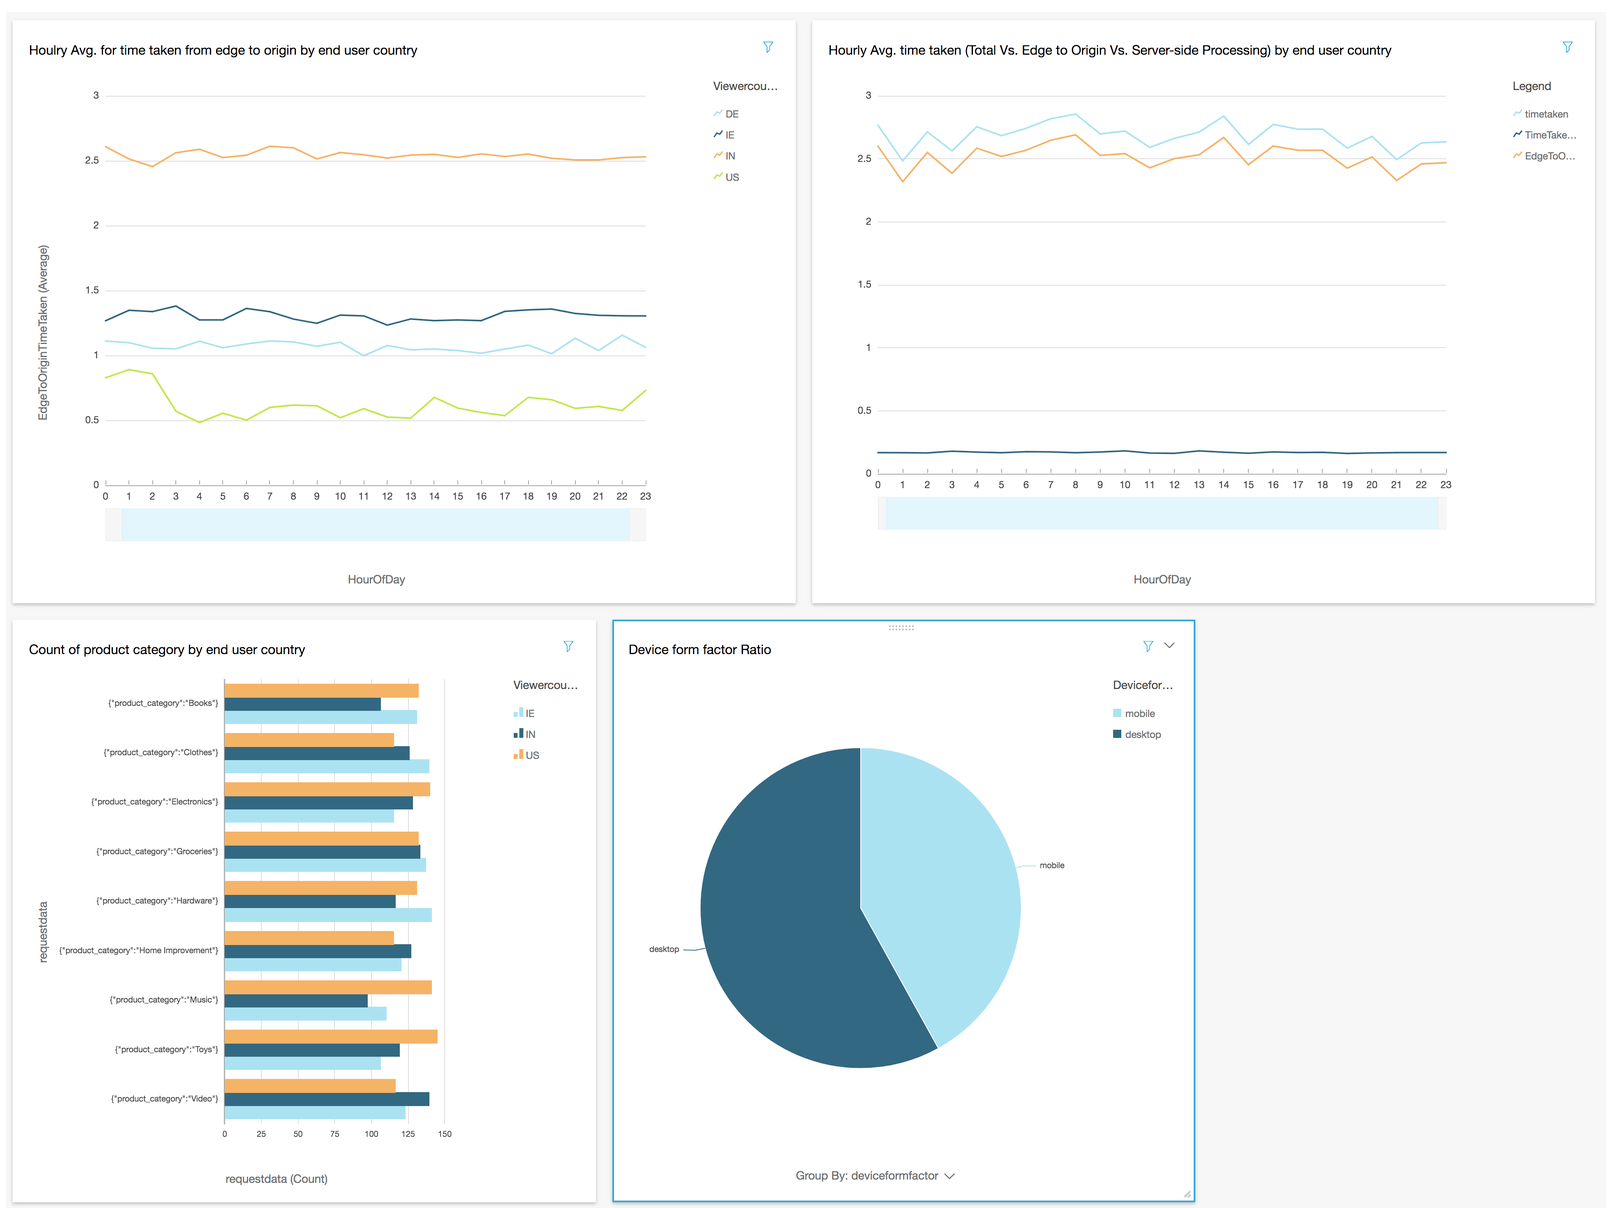 Houlry Avg. for time taken from edge to origin by end user country
Viewercou...
DE
IE
IN
US
EdgeToOriginTimeTaken (Average)
3
2.5
2
1.5
1
0.5
0
0 1 2 3 4 5 6 7 8 9 10 11 12 13 14 15 16 17 18 19 20 21 22 23
HourOfDay
Hourly Avg. time taken (Total Vs. Edge to Origin Vs. Server-side Processing) by end user country
Legend
timetaken
TimeTake...
EdgeToO...
3
2.5
2
1.5
1
0.5
0
0 1 2 3 4 5 6 7 8 9 10 11 12 13 14 15 16 17 18 19 20 21 22 23
HourOfDay
Count of product category by end user country
Viewercou...
IE
IN
US
requestdata
{"product_category":"Books"}
{"product_category":"Clothes"}
{"product_category":"Electronics"}
{"product_category":"Groceries"}
{"product_category":"Hardware"}
{"product_category":"Home Improvement"}
{"product_category":"Music"}
{"product_category":"Toys"}
{"product_category":"Video"}
0 25 50 75 100 125 150
requestdata (Count)
Device form factor Ratio
Devicefor...
mobile
desktop
mobile
desktop
Group By: deviceformfactor